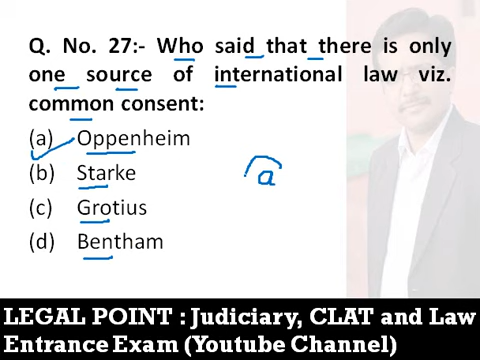 Q. No. 27:- Who said that there is only
one source of international law viz.
common consent:
(a) Oppenheim
(b) Starke
a
(c) Grotius
(d) Bentham
LEGAL POINT : Judiciary, CLAT and Law
Entrance Exam (Youtube Channel)